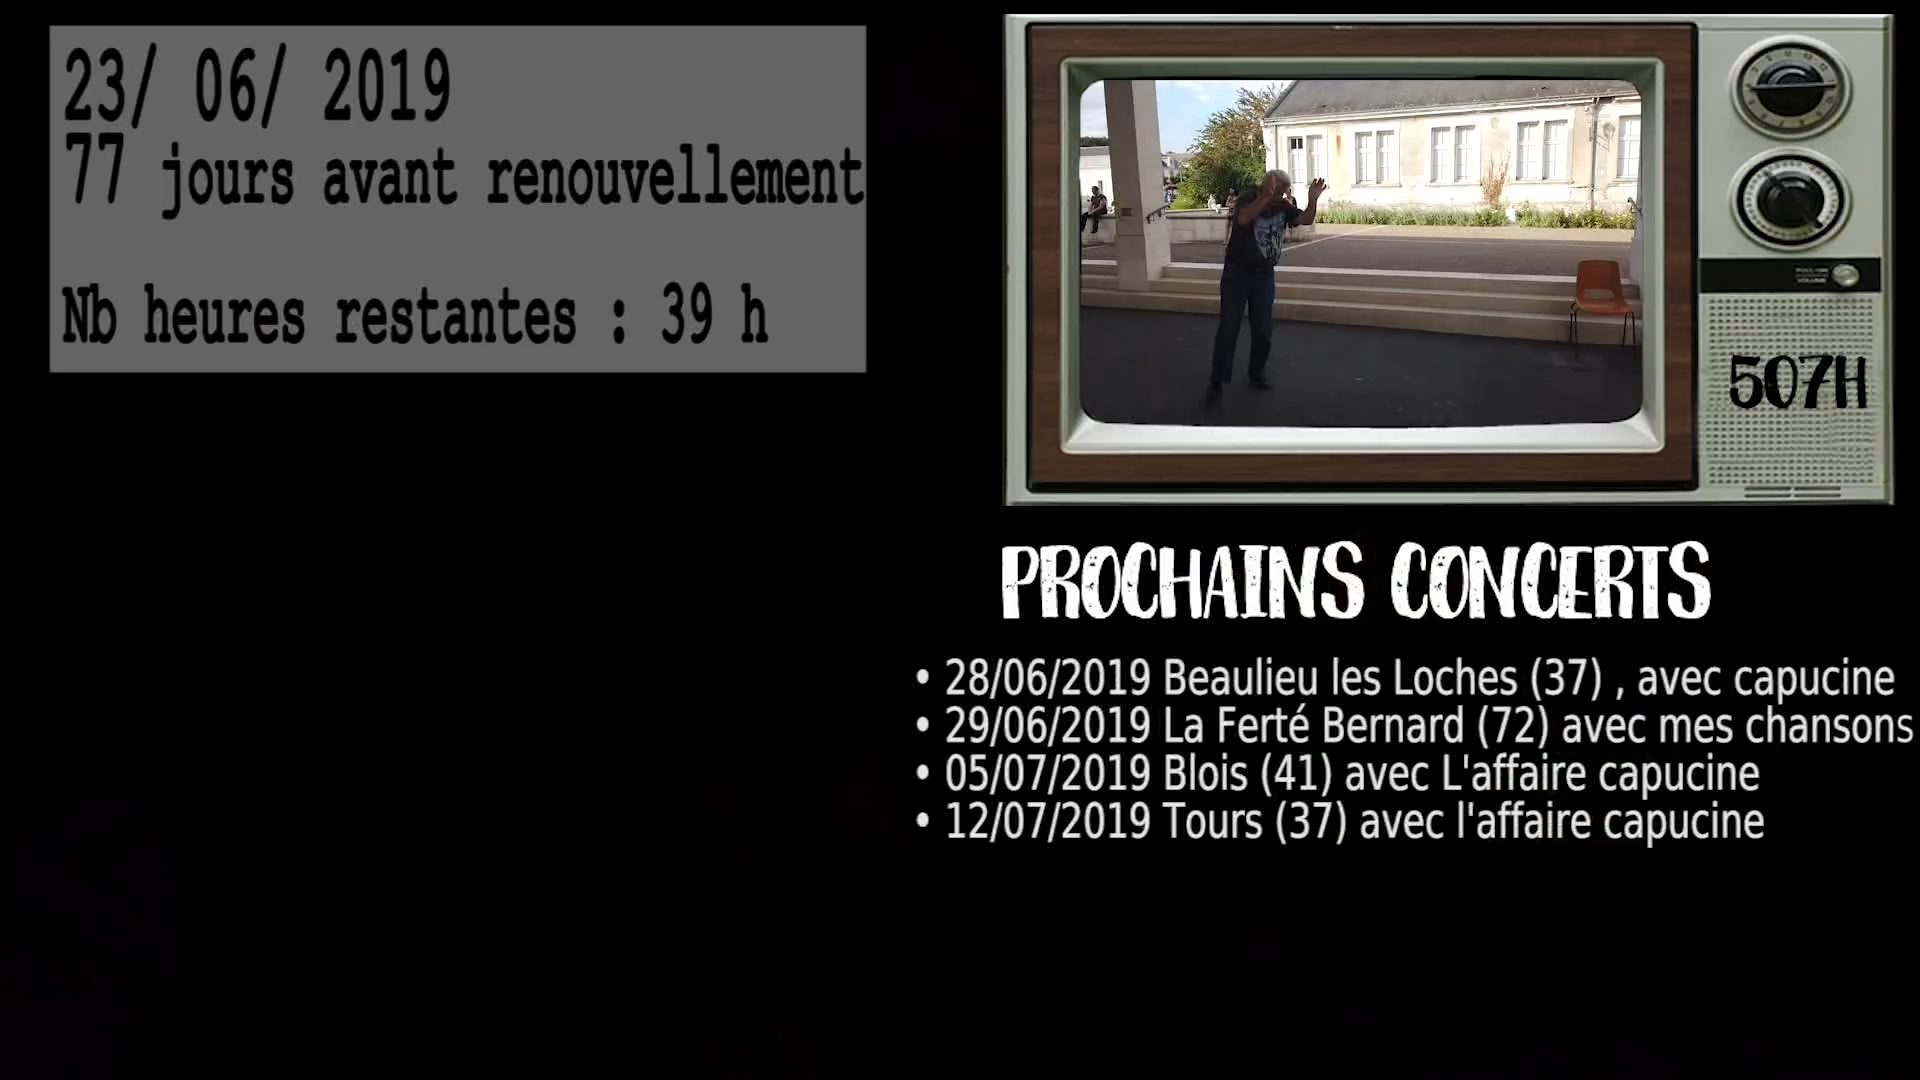 23/ 06/ 2019
77 jours avant renouvellement
Nb heures restantes : 39 h
507H
PROCHAINS CONCERTS
• 28/06/2019 Beaulieu les Loches (37) , avec capucine
• 29/06/2019 La Ferté Bernard (72) avec mes chansons
• 05/07/2019 Blois (41) avec L'affaire capucine
• 12/07/2019 Tours (37) avec l'affaire capucine